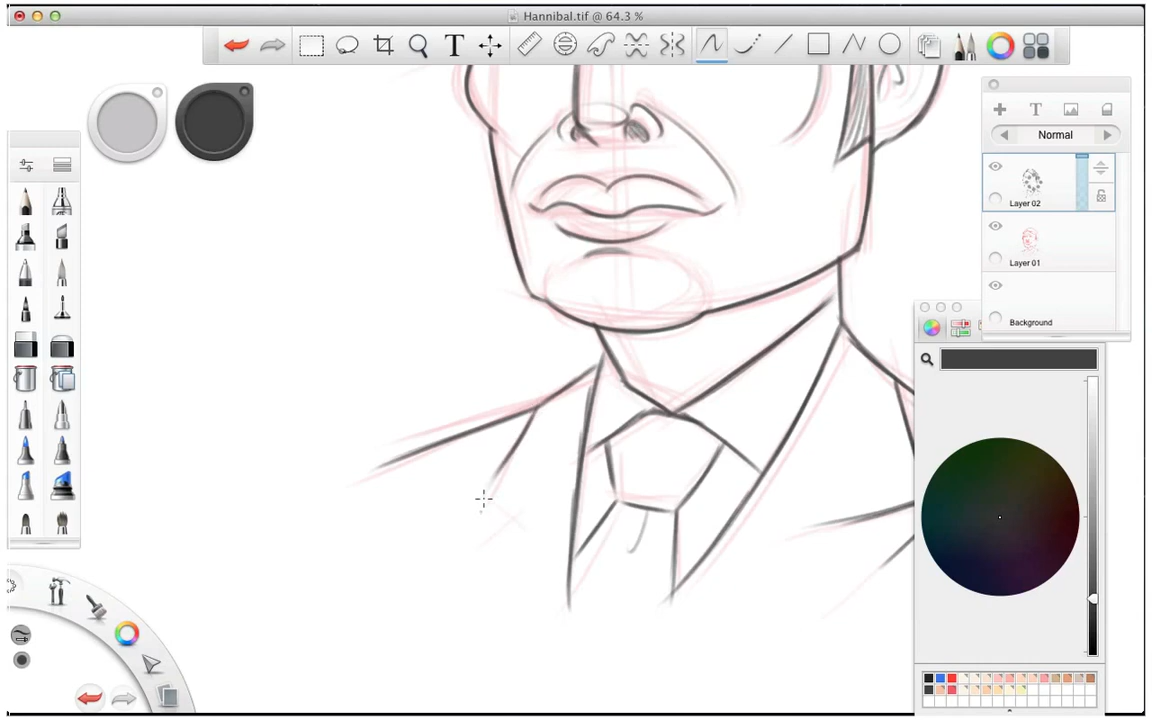 Hannibal.tif @ 64.3 %
T
T
Normal
Layer 02
Layer 01
Background